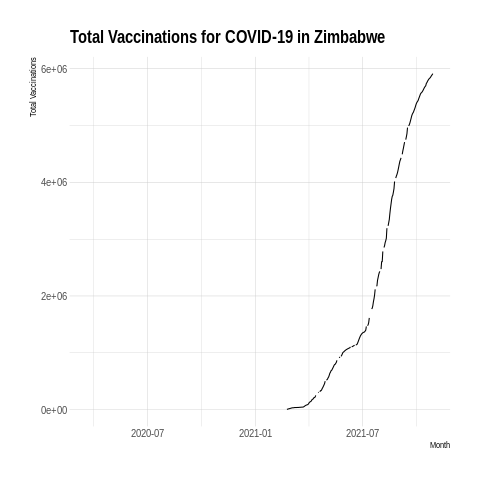 Total Vaccinations for COVID-19 in Zimbabwe
Total Vaccinations
6e+06
4e+06
2e+06
0e+00
2020-07
2021-01
2021-07
Month